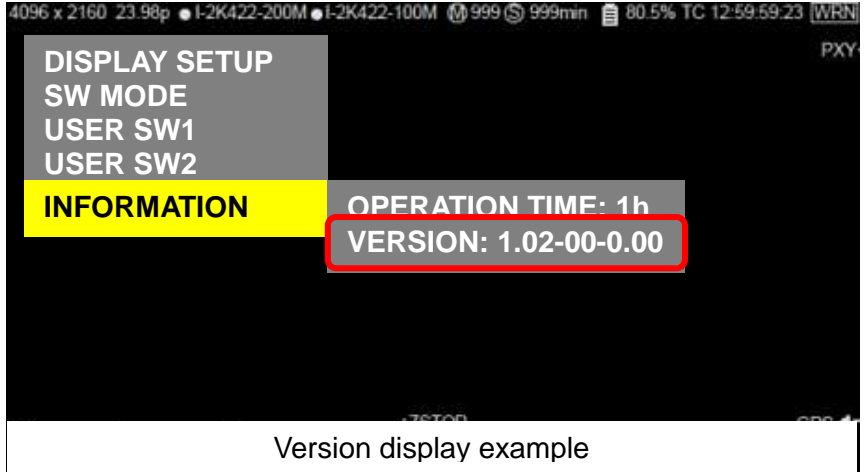 4096 x 2160 23.98p ●I-2K422-200M ●I-2K422-100M Ⓜ 999 Ⓢ 999min 80.5% TC 12:59:59:23 WRN
PXY
DISPLAY SETUP
SW MODE
USER SW1
USER SW2
INFORMATION
OPERATION TIME: 1h
VERSION: 1.02-00-0.00
Version display example